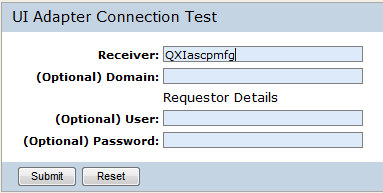 UI Adapter Connection Test
Receiver: QXIascpmfg
(Optional) Domain:
Requestor Details
(Optional) User:
(Optional) Password:
Submit Reset